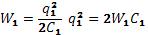 W₁ = q₁²/2C₁ q₁² = 2W₁C₁